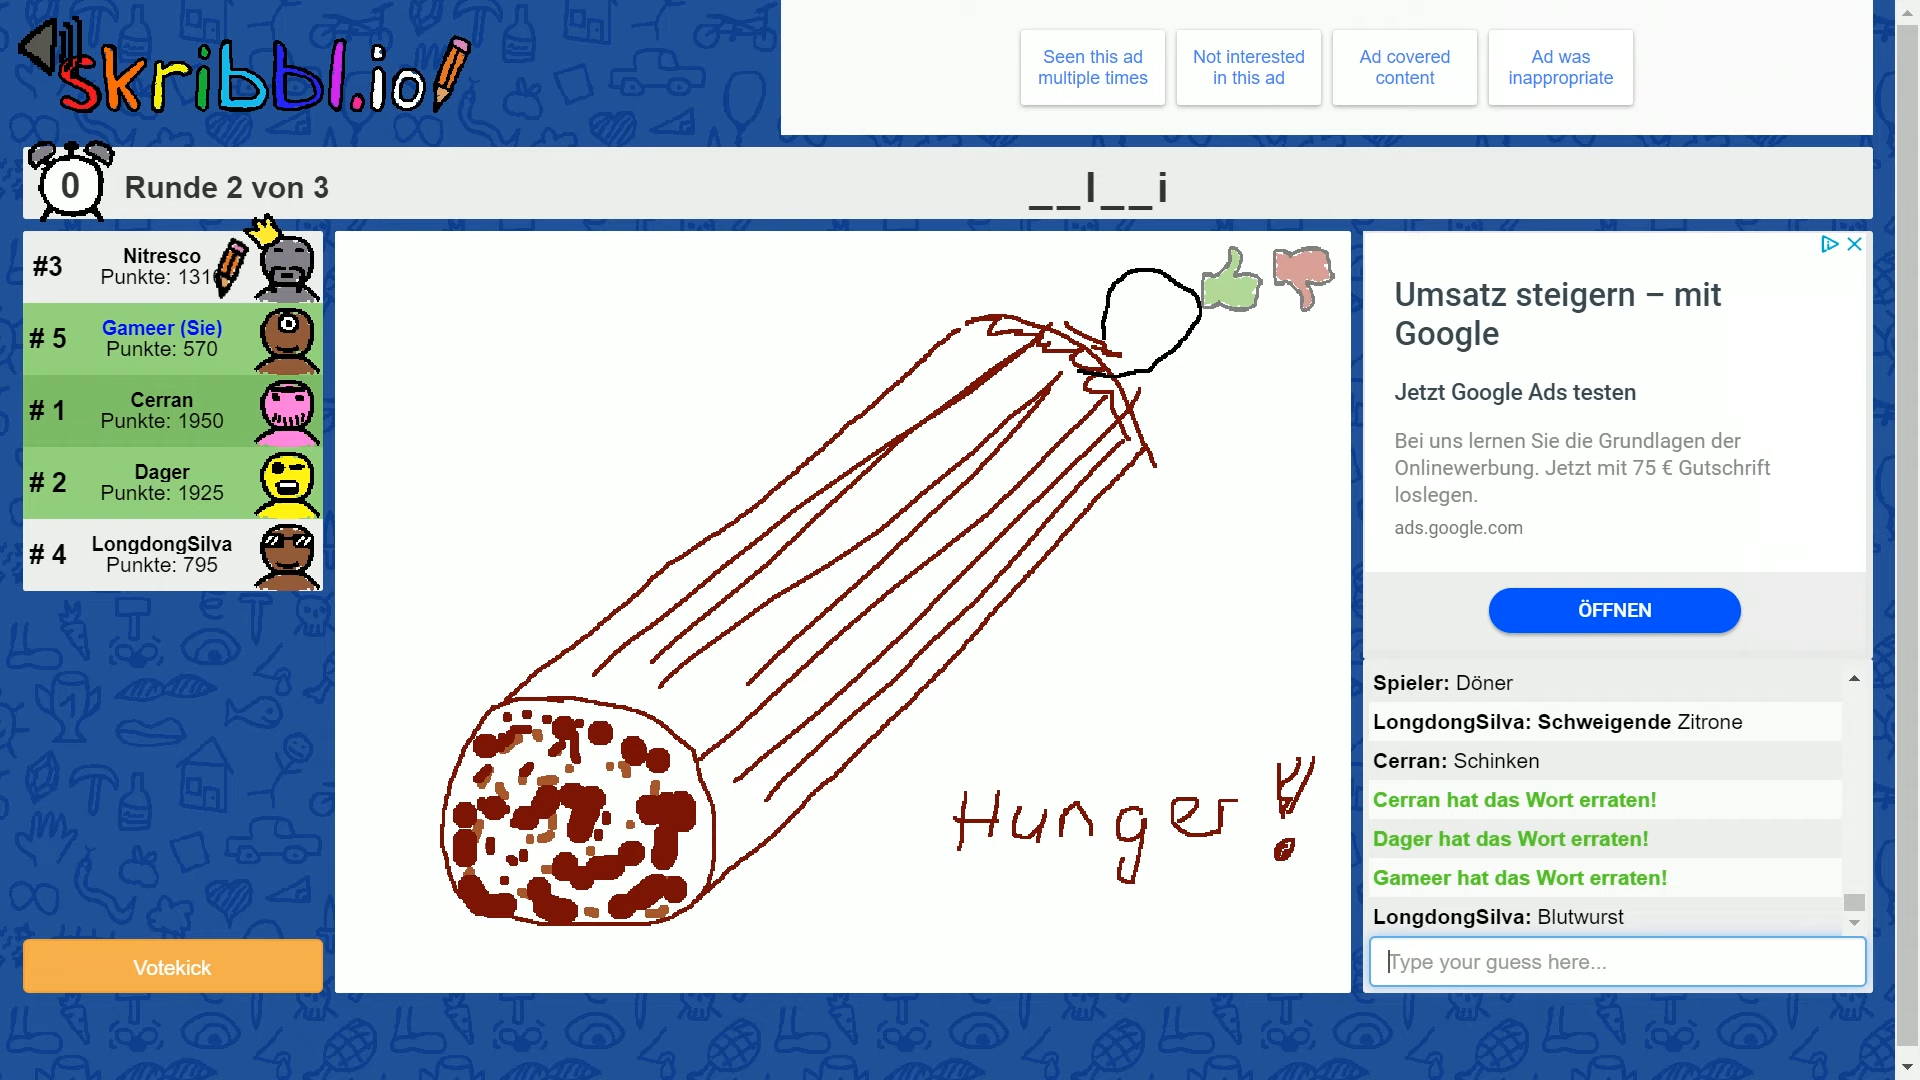 skribbl.io
Seen this ad
multiple times
Not interested
in this ad
Ad covered
content
Ad was
inappropriate
0
Runde 2 von 3
__l__i
#3
Nitresco
Punkte: 131
# 5
Gameer (Sie)
Punkte: 570
# 1
Cerran
Punkte: 1950
# 2
Dager
Punkte: 1925
# 4
LongdongSilva
Punkte: 795
Votekick
Hunger !
Umsatz steigern – mit
Google
Jetzt Google Ads testen
Bei uns lernen Sie die Grundlagen der
Onlinewerbung. Jetzt mit 75 € Gutschrift
loslegen.
ads.google.com
ÖFFNEN
Spieler: Döner
LongdongSilva: Schweigende Zitrone
Cerran: Schinken
Cerran hat das Wort erraten!
Dager hat das Wort erraten!
Gameer hat das Wort erraten!
LongdongSilva: Blutwurst
Type your guess here...